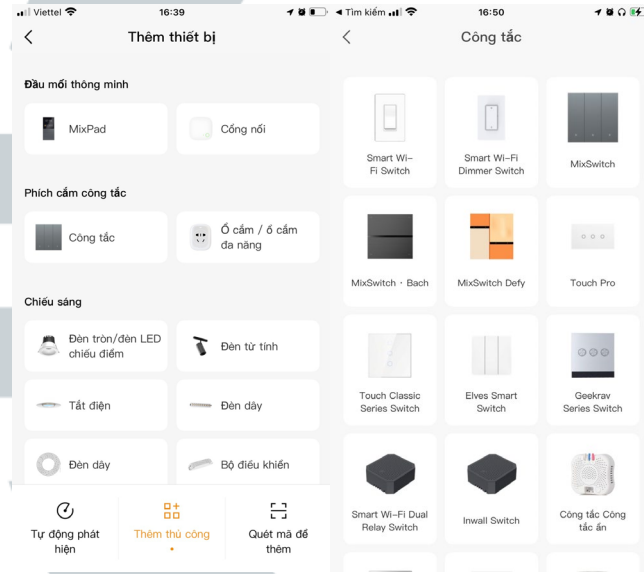 Viettel
16:39
Thêm thiết bị
Đầu mối thông minh
MixPad
Cổng nối
Phích cắm công tắc
Công tắc
Ổ cắm / ổ cắm
đa năng
Chiếu sáng
Đèn tròn/đèn LED
chiếu điểm
Đèn từ tính
Tắt điện
Đèn dây
Đèn dây
Bộ điều khiển
Tự động phát
hiện
Thêm thủ công
Quét mã để
thêm
Tìm kiếm
16:50
Công tắc
Smart Wi-
Fi Switch
Smart Wi-Fi
Dimmer Switch
MixSwitch
MixSwitch · Bach
MixSwitch Defy
Touch Pro
Touch Classic
Series Switch
Elves Smart
Switch
Geekrav
Series Switch
Smart Wi-Fi Dual
Relay Switch
Inwall Switch
Công tắc Công
tắc ẩn